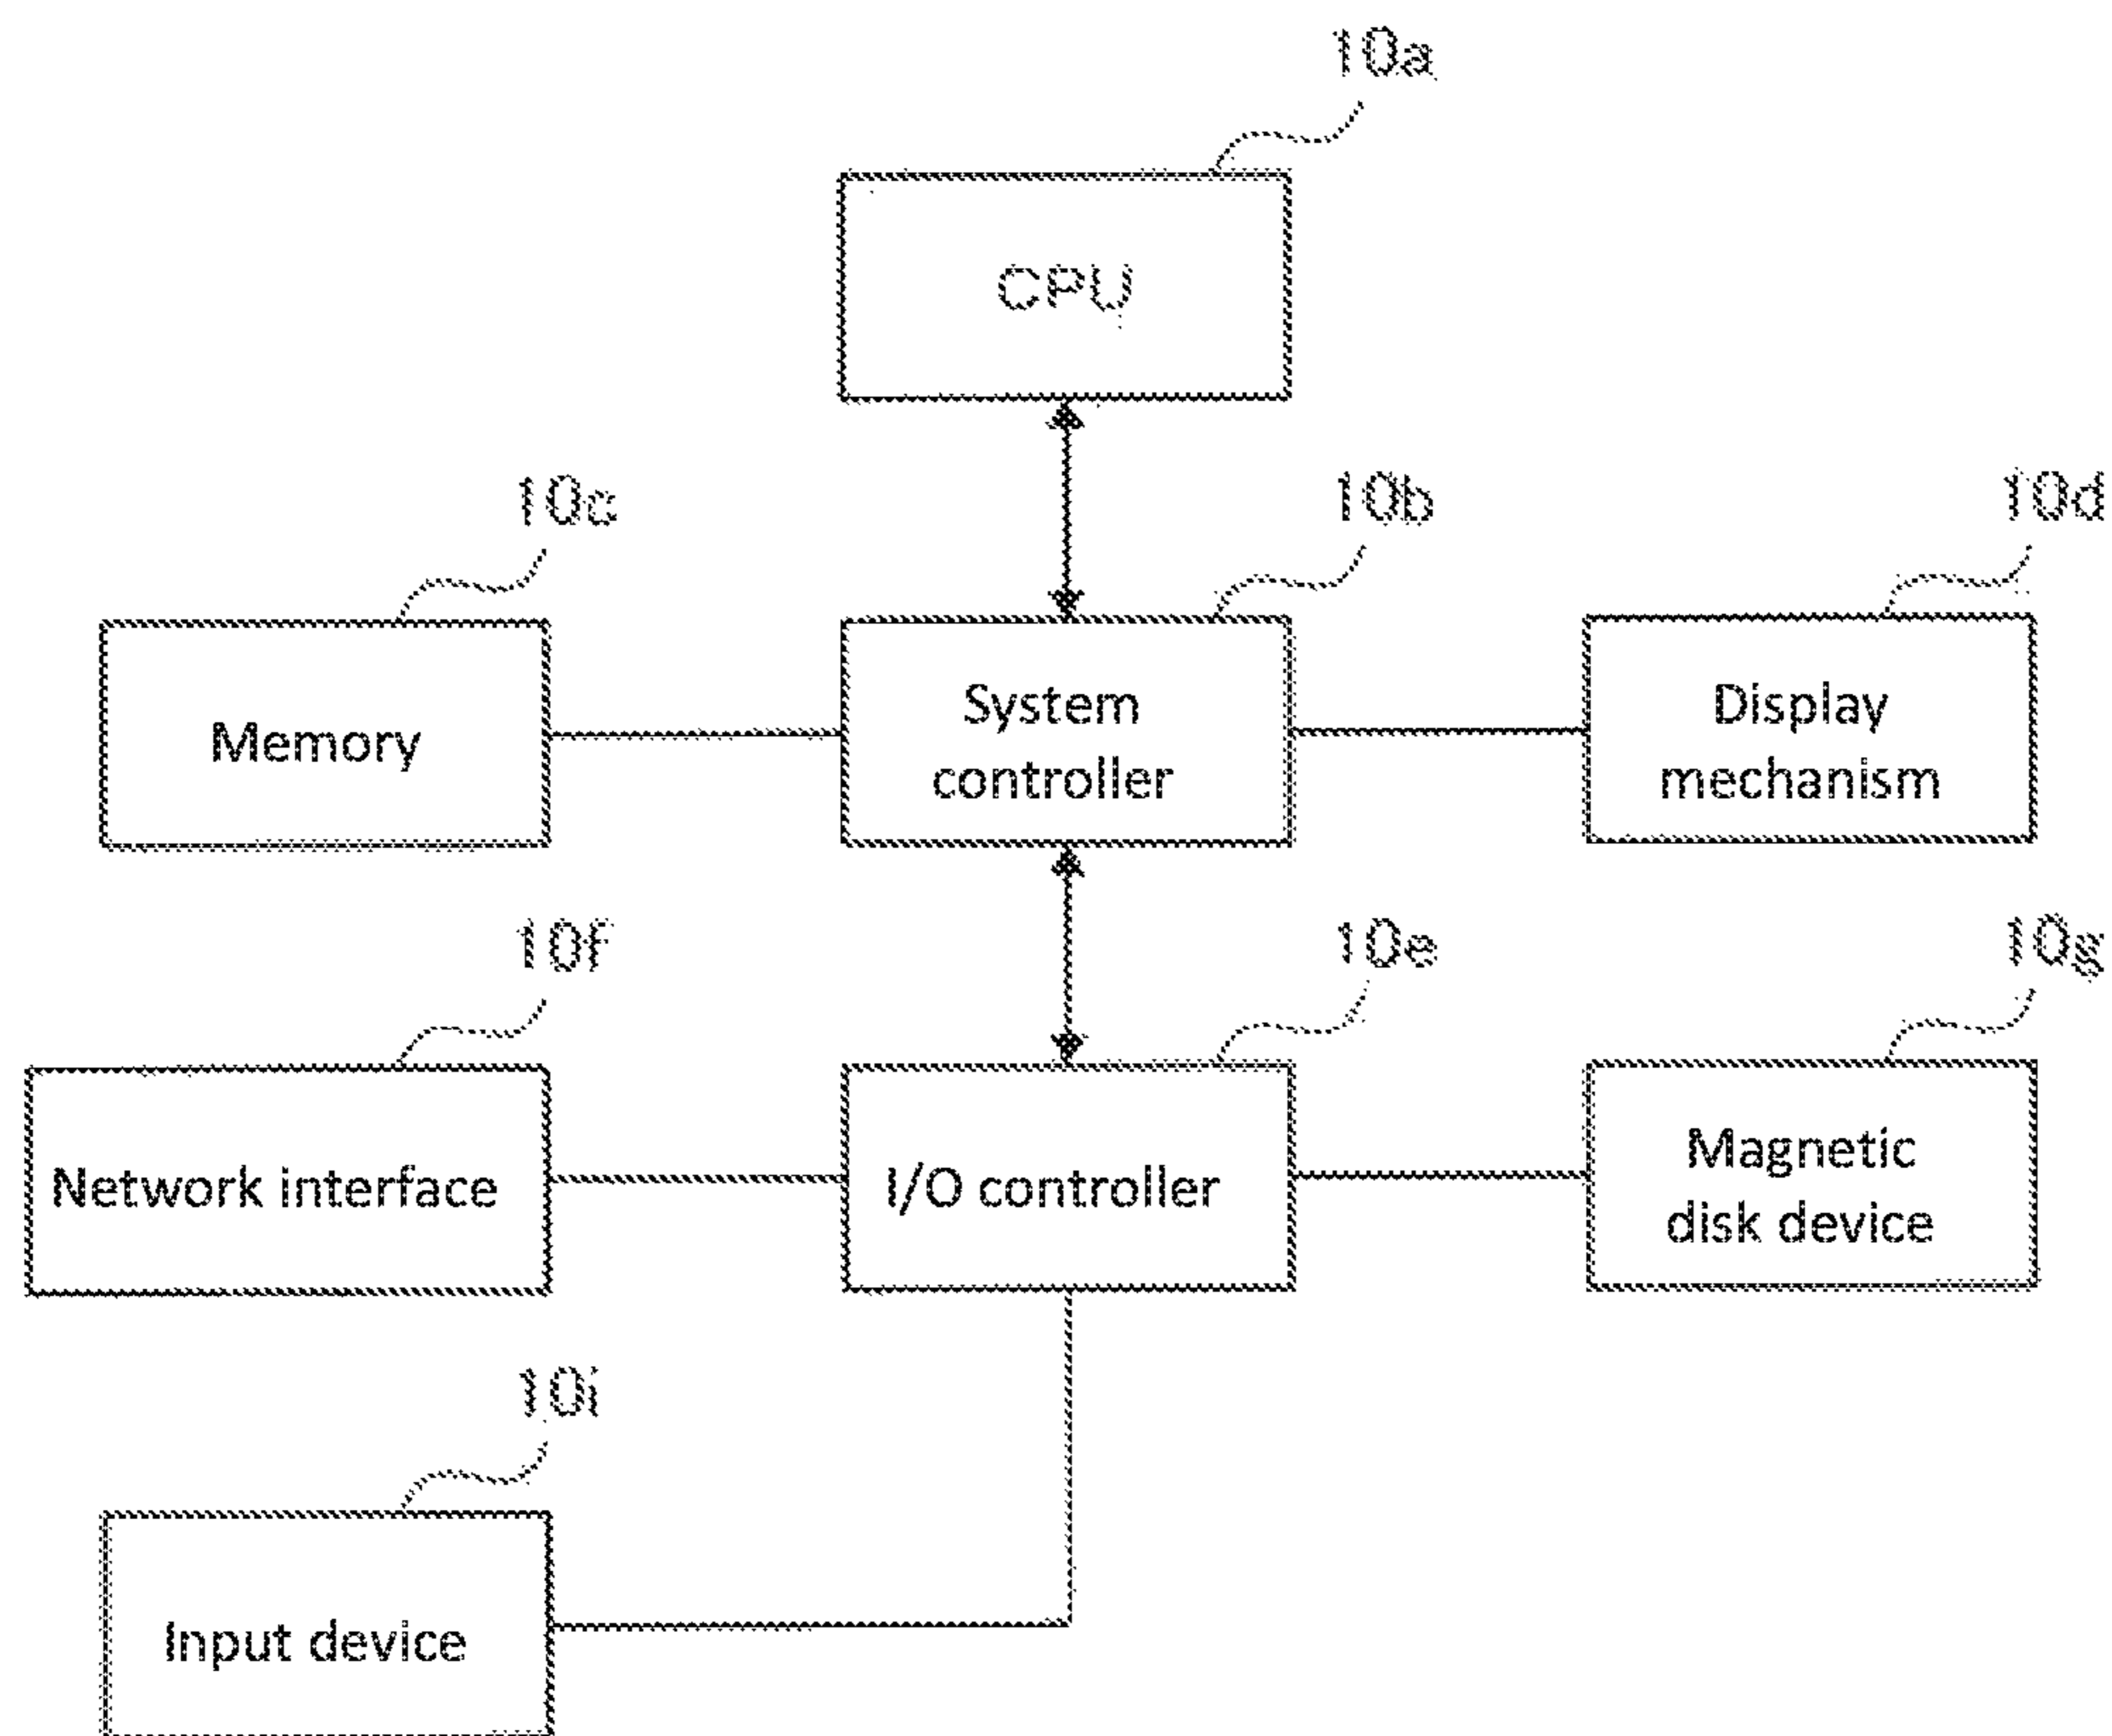 10a
CPU
10c
10b
10d
Memory
System
controller
Display
mechanism
10f
10e
10g
Network interface
I/O controller
Magnetic
disk device
10i
Input device